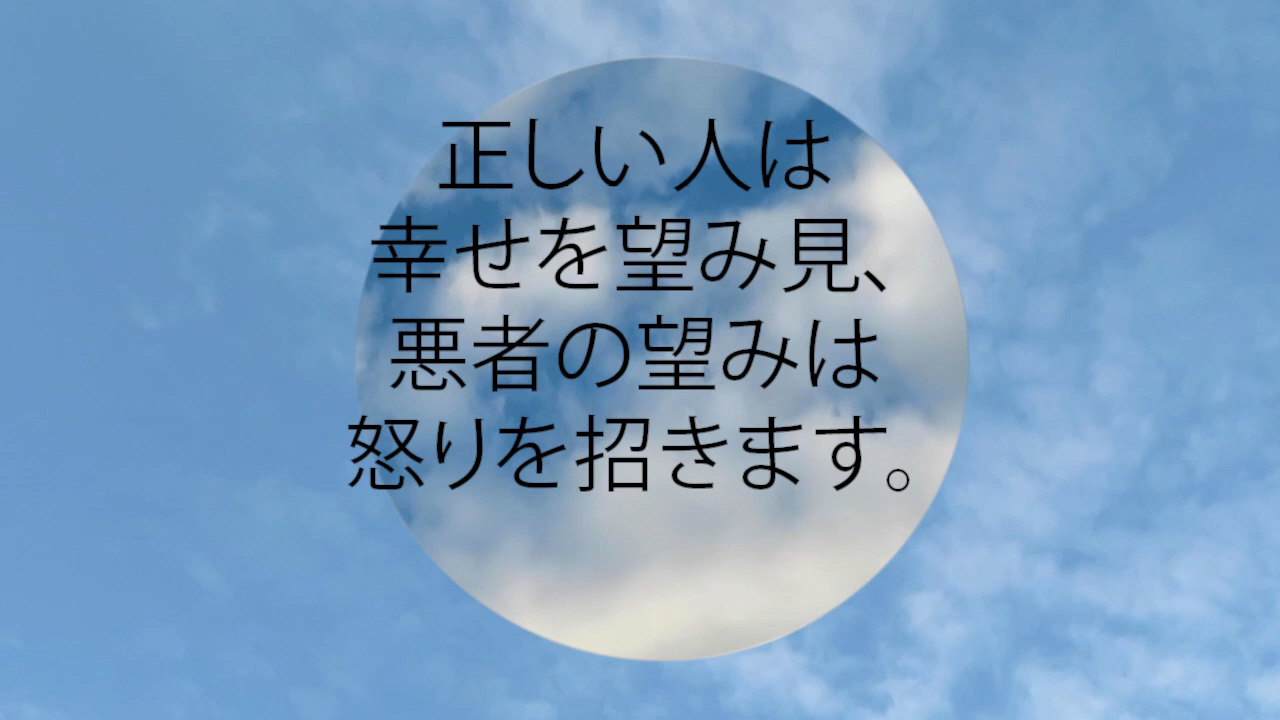 正しい人は
幸せを望み見、
悪者の望みは
怒りを招きます。